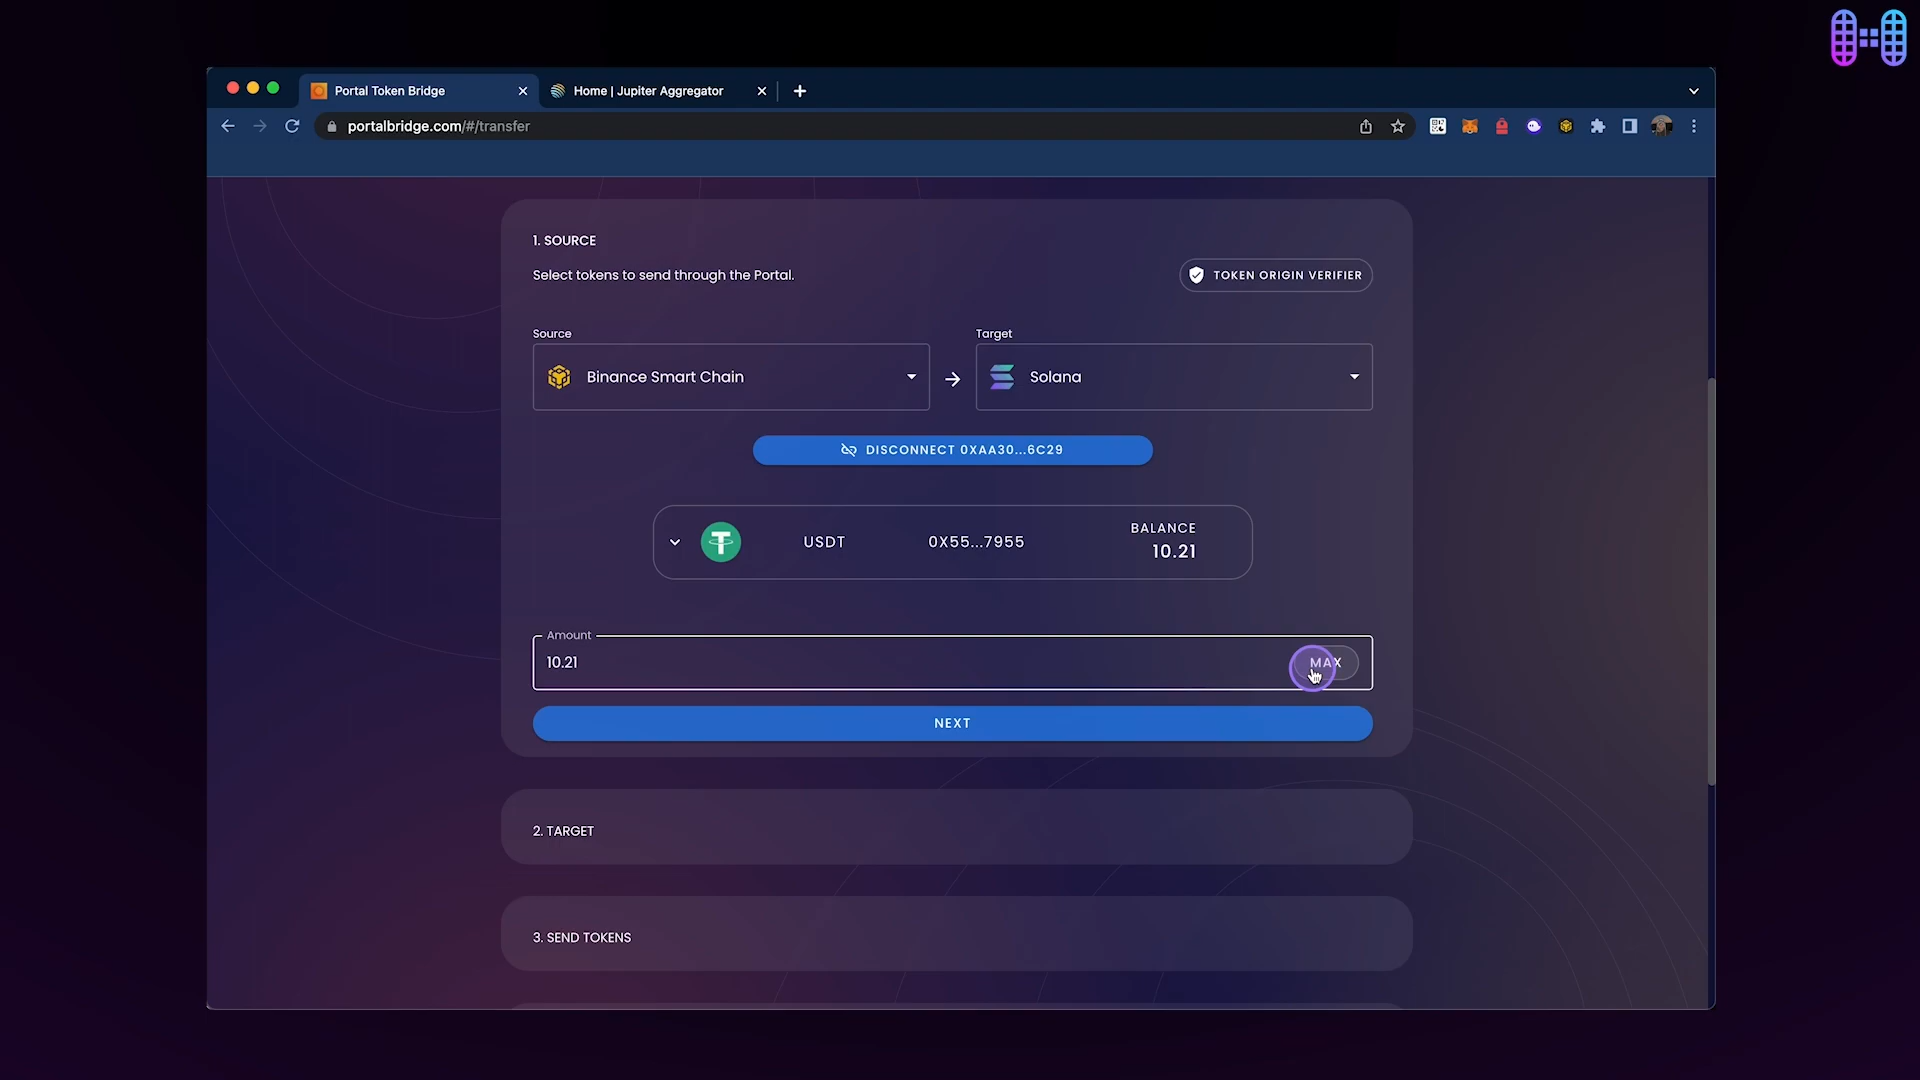 Portal Token Bridge
Home | Jupiter Aggregator
portalbridge.com/#/transfer
1. SOURCE
Select tokens to send through the Portal.
TOKEN ORIGIN VERIFIER
Source
Target
Binance Smart Chain
Solana
DISCONNECT 0XAA30...6C29
USDT
0X55...7955
BALANCE
10.21
Amount
10.21
MAX
NEXT
2. TARGET
3. SEND TOKENS